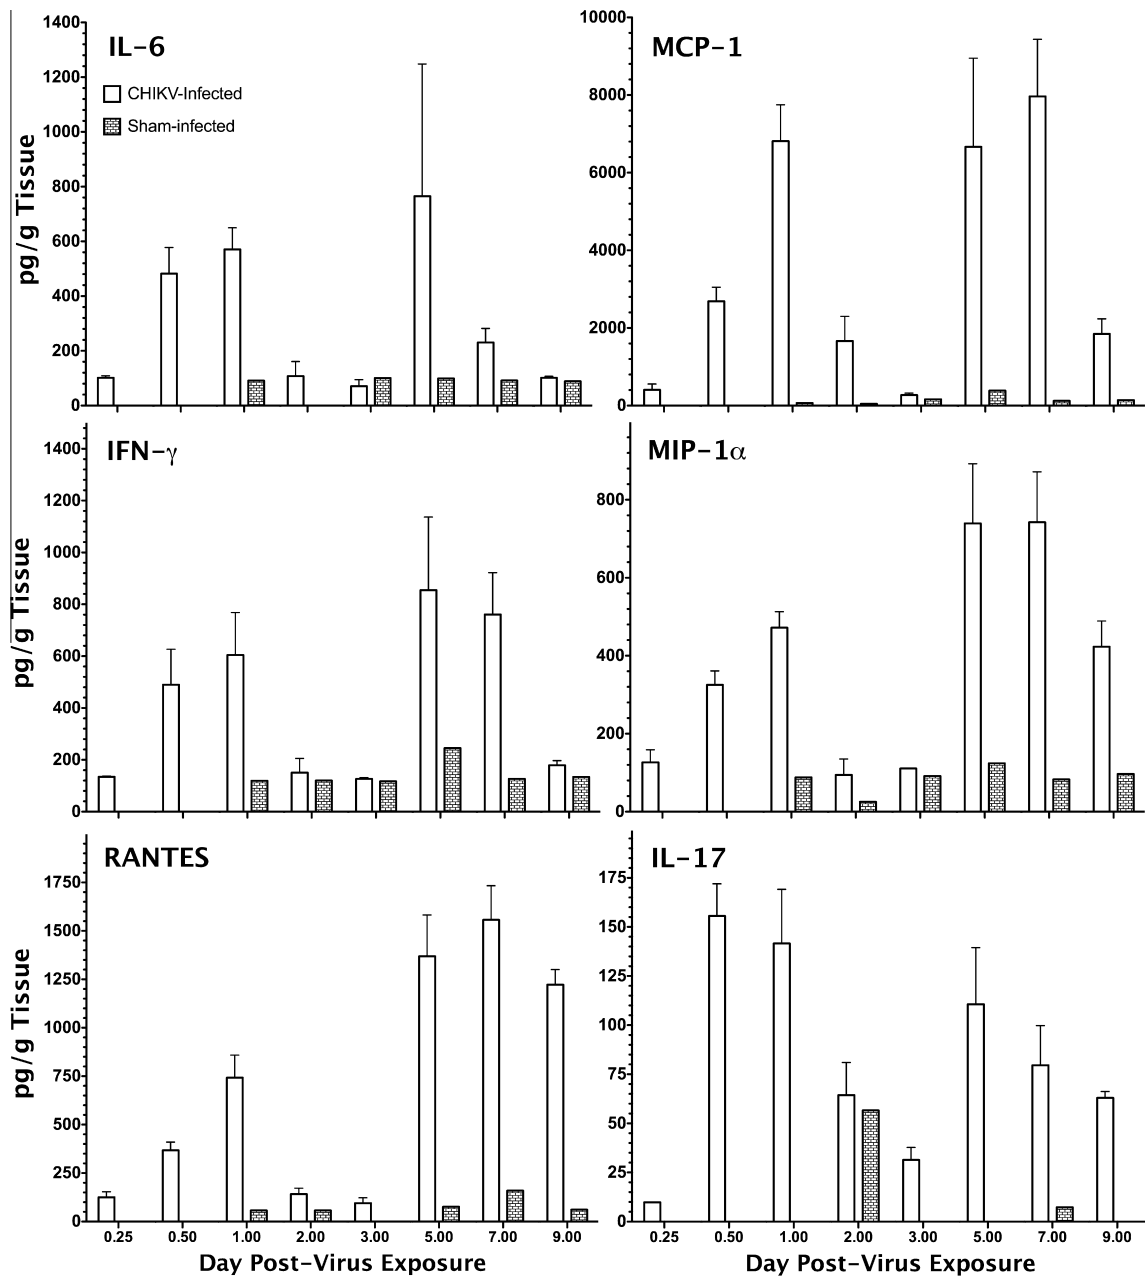 IL-6
CHIKV-Infected
Sham-infected
pg/g Tissue
1400
1200
1000
800
600
400
200
0
MCP-1
10000
8000
6000
4000
2000
0
IFN-γ
pg/g Tissue
1400
1200
1000
800
600
400
200
0
MIP-1α
800
600
400
200
0
RANTES
pg/g Tissue
1750
1500
1250
1000
750
500
250
0
0.25 0.50 1.00 2.00 3.00 5.00 7.00 9.00
Day Post-Virus Exposure
IL-17
175
150
125
100
75
50
25
0
0.25 0.50 1.00 2.00 3.00 5.00 7.00 9.00
Day Post-Virus Exposure